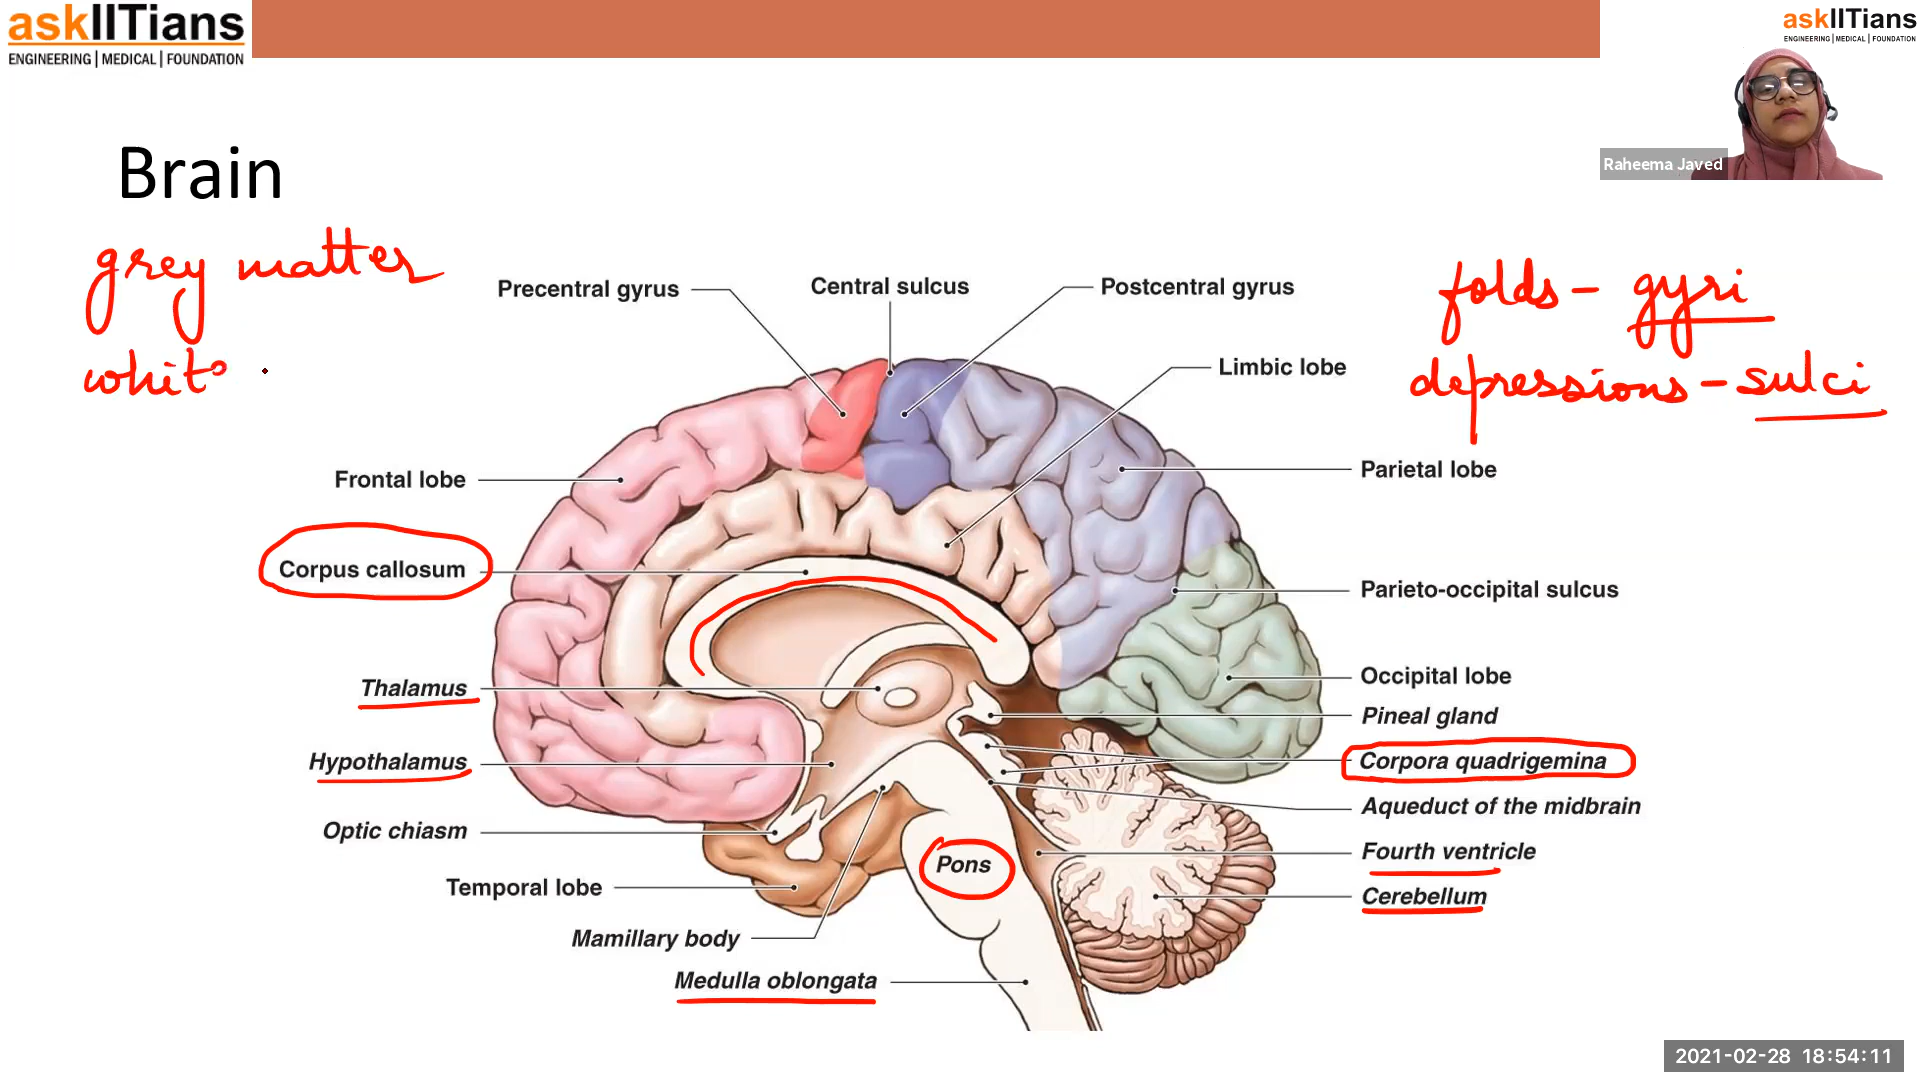 askIITians
ENGINEERING | MEDICAL | FOUNDATION
askIITians
ENGINEERING | MEDICAL | FOUNDATION
Raheema Javed
Brain
grey matter
white
folds - gyri
depressions - sulci
Precentral gyrus
Central sulcus
Postcentral gyrus
Limbic lobe
Frontal lobe
Parietal lobe
Corpus callosum
Parieto-occipital sulcus
Thalamus
Occipital lobe
Pineal gland
Hypothalamus
Corpora quadrigemina
Aqueduct of the midbrain
Optic chiasm
Fourth ventricle
Pons
Temporal lobe
Cerebellum
Mamillary body
Medulla oblongata
2021-02-28 18:54:11